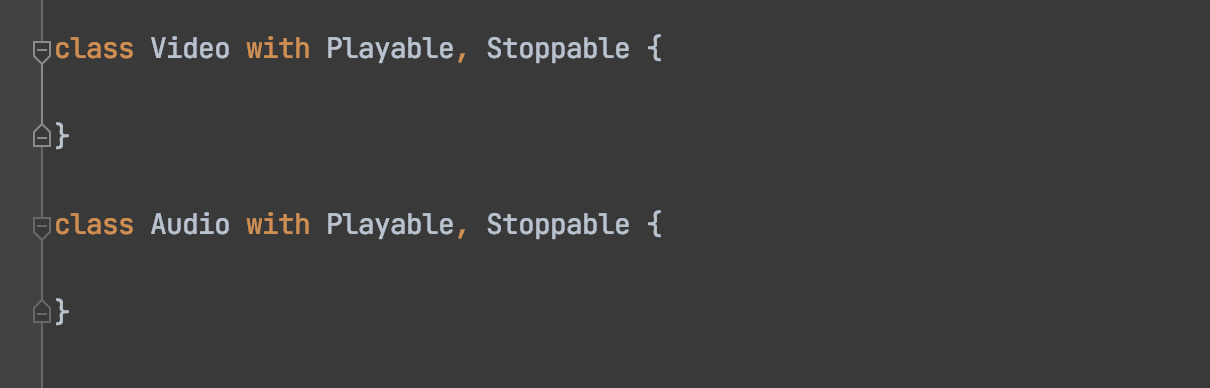 class Video with Playable, Stoppable {
}
class Audio with Playable, Stoppable {
}